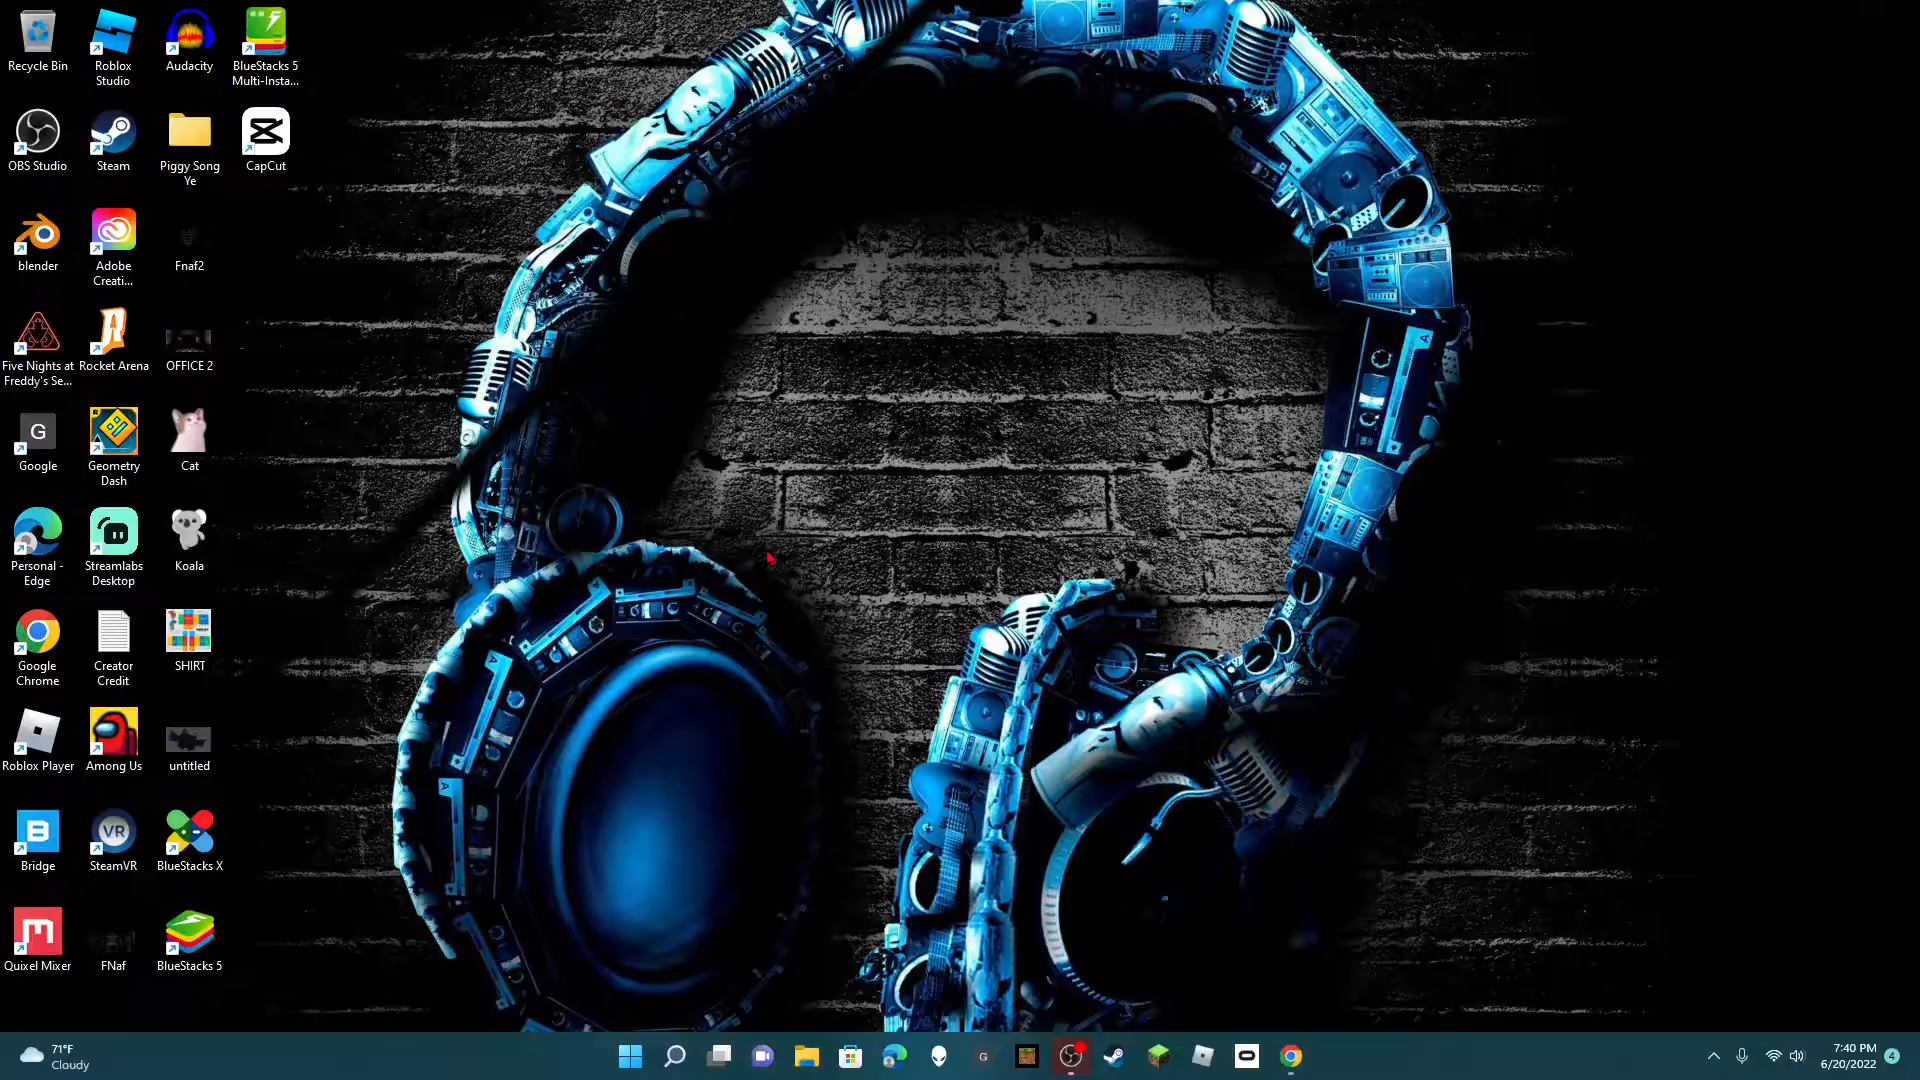 Recycle Bin
Roblox
Studio
Audacity
BlueStacks 5
Multi-Insta...
OBS Studio
Steam
Piggy Song
Ye
CapCut
blender
Adobe
Creati...
Fnaf2
Five Nights at
Freddy's Se...
Rocket Arena
OFFICE 2
G
Google
Geometry
Dash
Cat
Personal -
Edge
Streamlabs
Desktop
Koala
Google
Chrome
Creator
Credit
SHIRT
Roblox Player
Among Us
untitled
B
Bridge
VR
SteamVR
BlueStacks X
Quixel Mixer
FNaf
BlueStacks 5
71°F
Cloudy
G
7:40 PM
6/20/2022
4